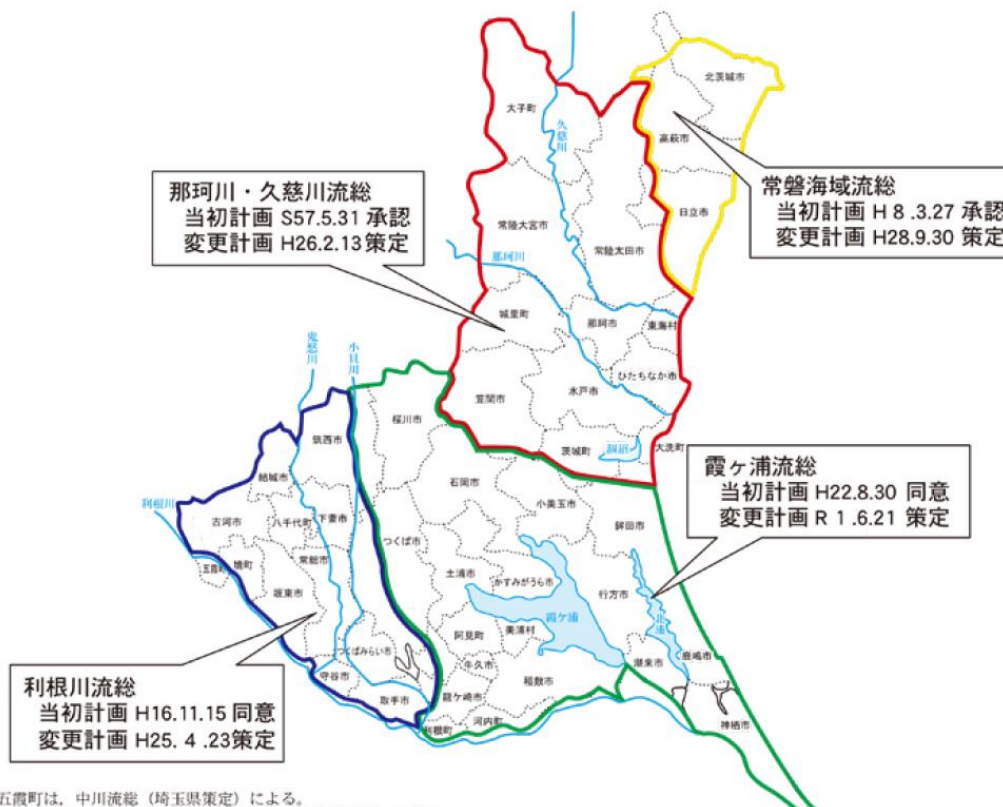 北茨城市
大子町
久慈川
高萩市
那珂川・久慈川流総
当初計画 S57.5.31 承認
変更計画 H26.2.13 策定
常磐海域流総
当初計画 H 8 .3.27 承認
変更計画 H28.9.30 策定
日立市
常陸大宮市
常陸太田市
那珂川
城里町
那珂市
東海村
鬼怒川
小貝川
ひたちなか市
笠間市
水戸市
桜川市
茨城町
涸沼
大洗町
筑西市
霞ヶ浦流総
当初計画 H22.8.30 同意
変更計画 R 1 .6.21 策定
結城市
石岡市
小美玉市
利根川
古河市
八千代町
下妻市
鉾田市
つくば市
五霞町
境町
常総市
土浦市
かすみがうら市
坂東市
行方市
霞ケ浦
北浦
阿見町
美浦村
つくばみらい市
牛久市
潮来市
鹿嶋市
利根川流総
当初計画 H16.11.15 同意
変更計画 H25. 4 .23策定
守谷市
取手市
龍ケ崎市
稲敷市
利根町
河内町
神栖市
五霞町は，中川流総（埼玉県策定）による。